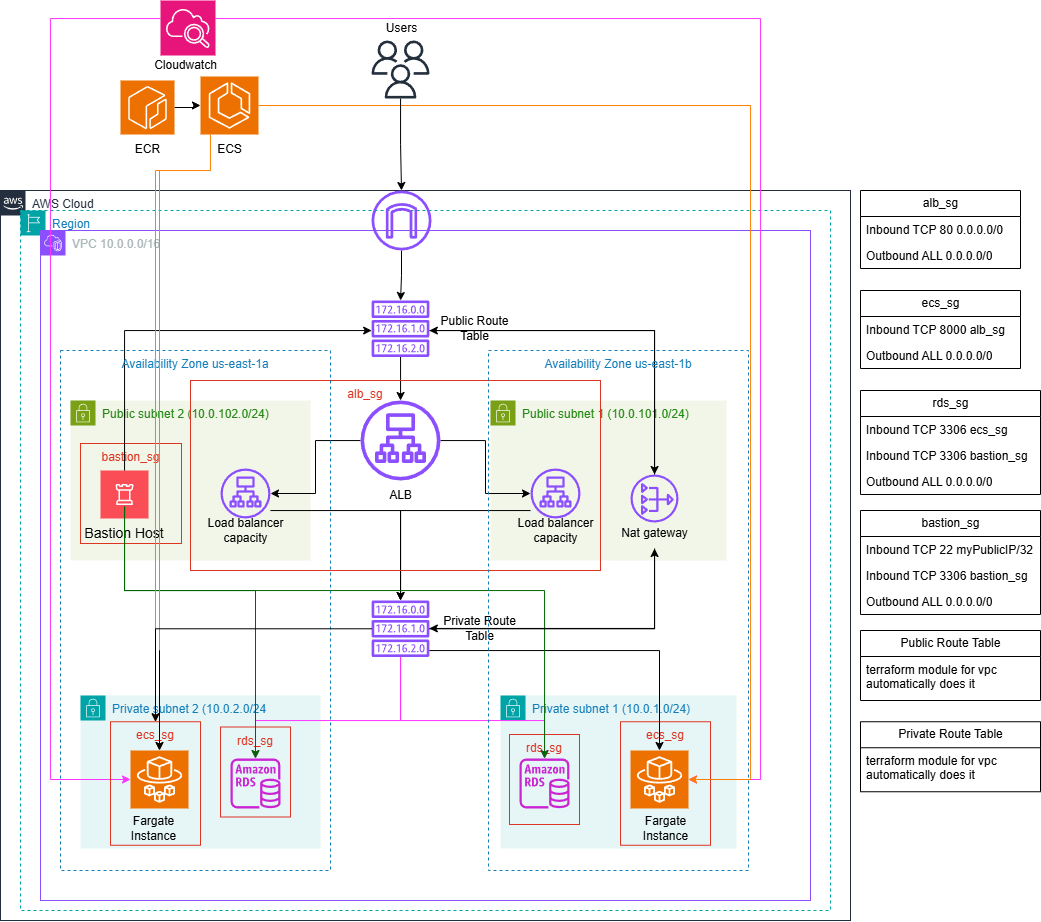 Users
Cloudwatch
ECR
ECS
aws
AWS Cloud
Region
VPC 10.0.0.0/16
172.16.0.0
172.16.1.0
172.16.2.0
Public Route
Table
Availability Zone us-east-1a
Availability Zone us-east-1b
alb_sg
Public subnet 2 (10.0.102.0/24)
Public subnet 1 (10.0.101.0/24)
bastion_sg
Bastion Host
Load balancer
capacity
ALB
Load balancer
capacity
Nat gateway
172.16.0.0
172.16.1.0
172.16.2.0
Private Route
Table
Private subnet 2 (10.0.2.0/24
Private subnet 1 (10.0.1.0/24)
ecs_sg
rds_sg
rds_sg
ecs_sg
Amazon
RDS
Amazon
RDS
Fargate
Instance
Fargate
Instance
alb_sg
Inbound TCP 80 0.0.0.0/0
Outbound ALL 0.0.0.0/0
ecs_sg
Inbound TCP 8000 alb_sg
Outbound ALL 0.0.0.0/0
rds_sg
Inbound TCP 3306 ecs_sg
Inbound TCP 3306 bastion_sg
Outbound ALL 0.0.0.0/0
bastion_sg
Inbound TCP 22 myPublicIP/32
Inbound TCP 3306 bastion_sg
Outbound ALL 0.0.0.0/0
Public Route Table
terraform module for vpc
automatically does it
Private Route Table
terraform module for vpc
automatically does it